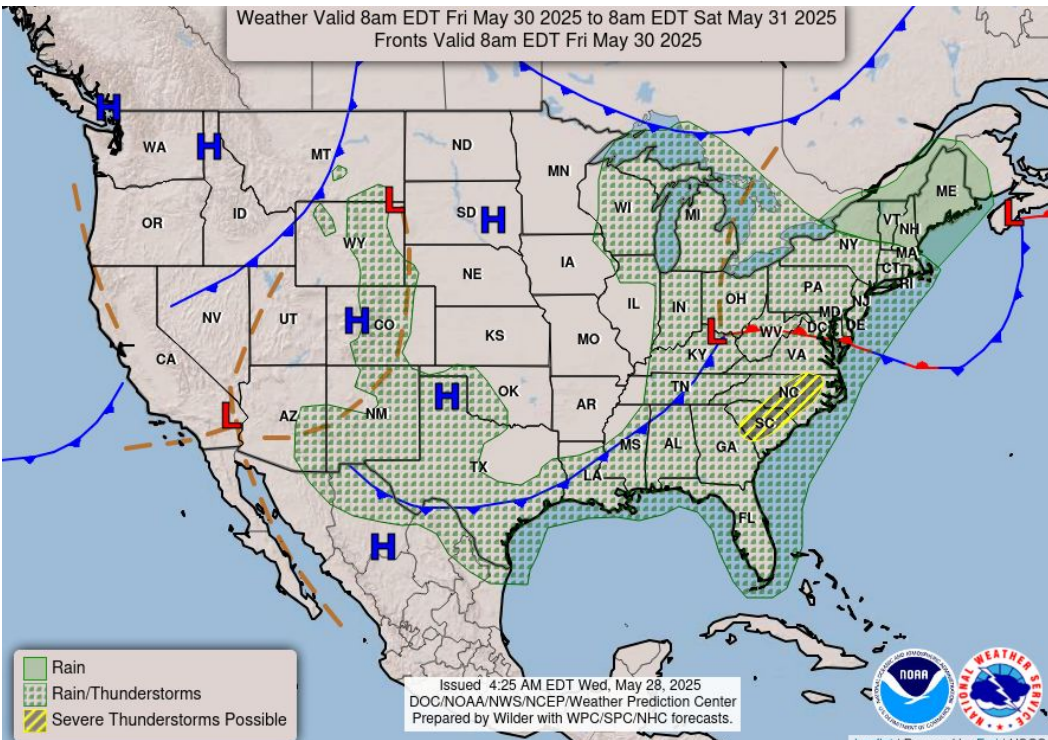 Weather Valid 8am EDT Fri May 30 2025 to 8am EDT Sat May 31 2025
Fronts Valid 8am EDT Fri May 30 2025
H
H
WA
MT
ND
MN
ME
OR
ID
L
SD
H
WI
MI
VT
NH
L
WY
NY
MA
CT
RI
NE
IA
PA
NV
UT
H
CO
IL
IN
OH
NJ
MD
DC
DE
CA
KS
MO
L
WV
KY
VA
L
AZ
NM
H
OK
AR
TN
NC
SC
TX
LA
MS
AL
GA
FL
H
Rain
Rain/Thunderstorms
Severe Thunderstorms Possible
Issued 4:25 AM EDT Wed, May 28, 2025
DOC/NOAA/NWS/NCEP/Weather Prediction Center
Prepared by Wilder with WPC/SPC/NHC forecasts.
NOAA
NATIONAL WEATHER SERVICE